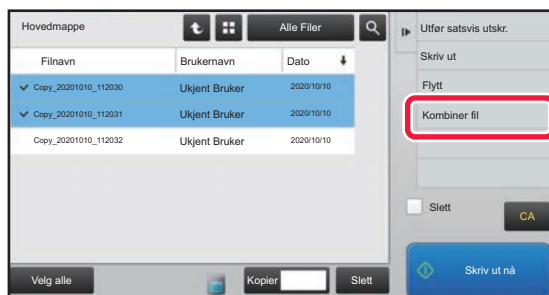 Hovedmappe
Alle Filer
Filnavn Brukernavn Dato
Copy_20201010_112030 Ukjent Bruker 2020/10/10
Copy_20201010_112031 Ukjent Bruker 2020/10/10
Copy_20201010_112032 Ukjent Bruker 2020/10/10
Velg alle
Kopier
Slett
Utfør satsvis utskr.
Skriv ut
Flytt
Kombiner fil
Slett
CA
Skriv ut nå